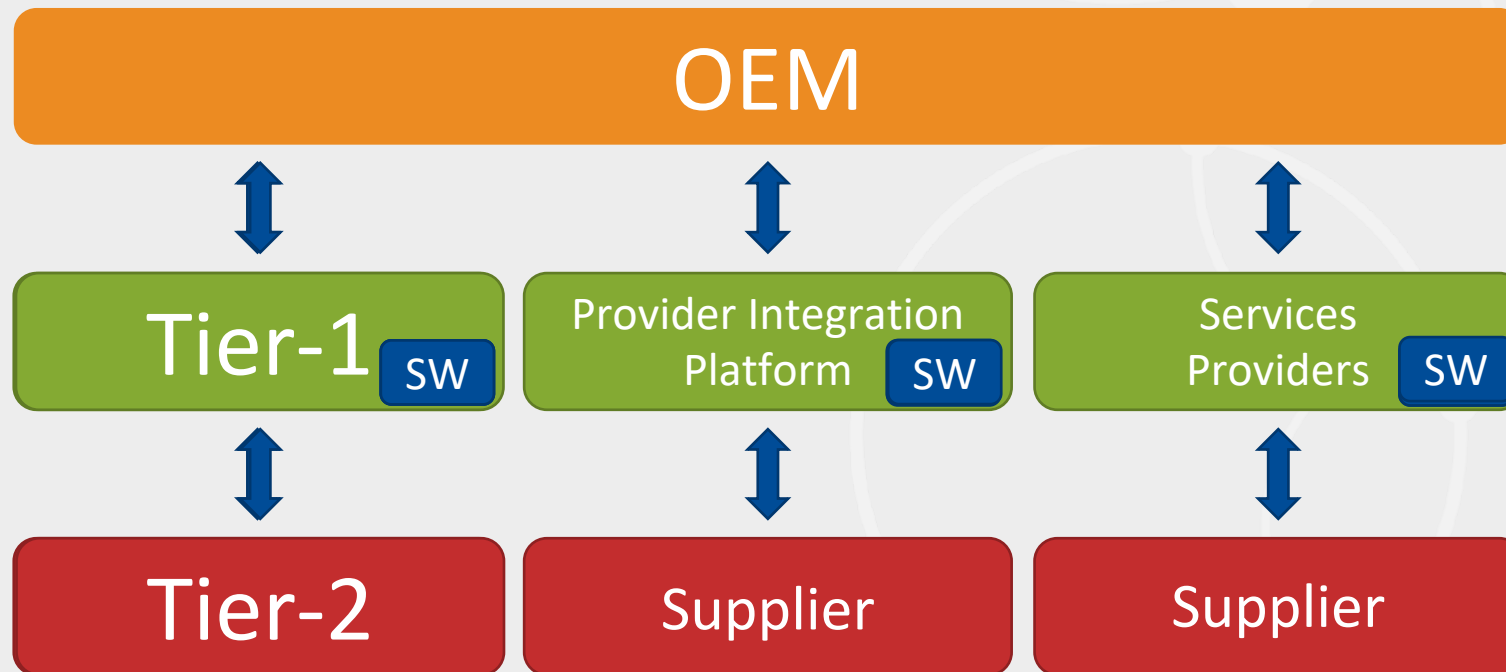 OEM
Tier-1
SW
Provider Integration
Platform
SW
Services
Providers
SW
Tier-2
Supplier
Supplier